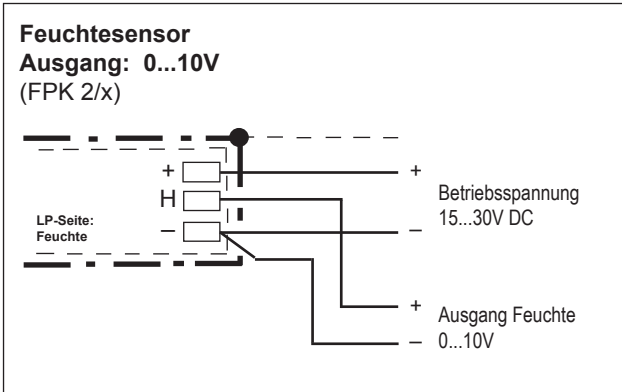 Feuchtesensor
Ausgang: 0...10V
(FPK 2/x)
+
H
–
LP-Seite:
Feuchte
+
–
Betriebsspannung
15...30V DC
+
–
Ausgang Feuchte
0...10V